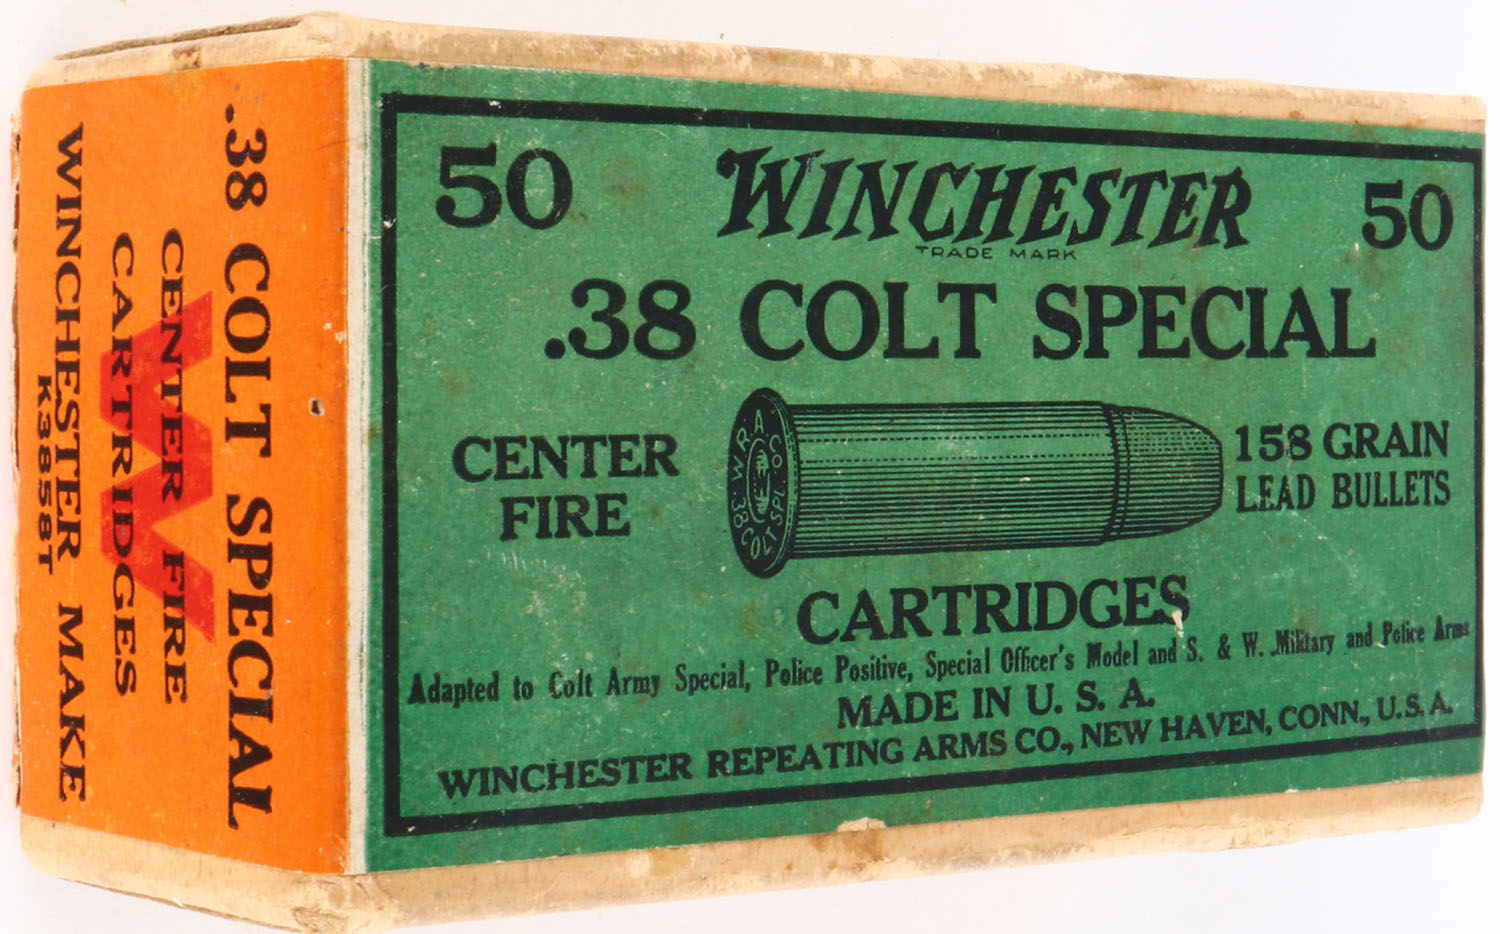 .38 COLT SPECIAL
CENTER FIRE
CARTRIDGES
WINCHESTER MAKE
K3858T
W
50 WINCHESTER 50
TRADE MARK
.38 COLT SPECIAL
CENTER
FIRE
W.R.A.CO.
38 COLT SPL.
158 GRAIN
LEAD BULLETS
CARTRIDGES
Adapted to Colt Army Special, Police Positive, Special Officer's Model and S. & W. Military and Police Arms
MADE IN U. S. A.
WINCHESTER REPEATING ARMS CO., NEW HAVEN, CONN., U.S.A.